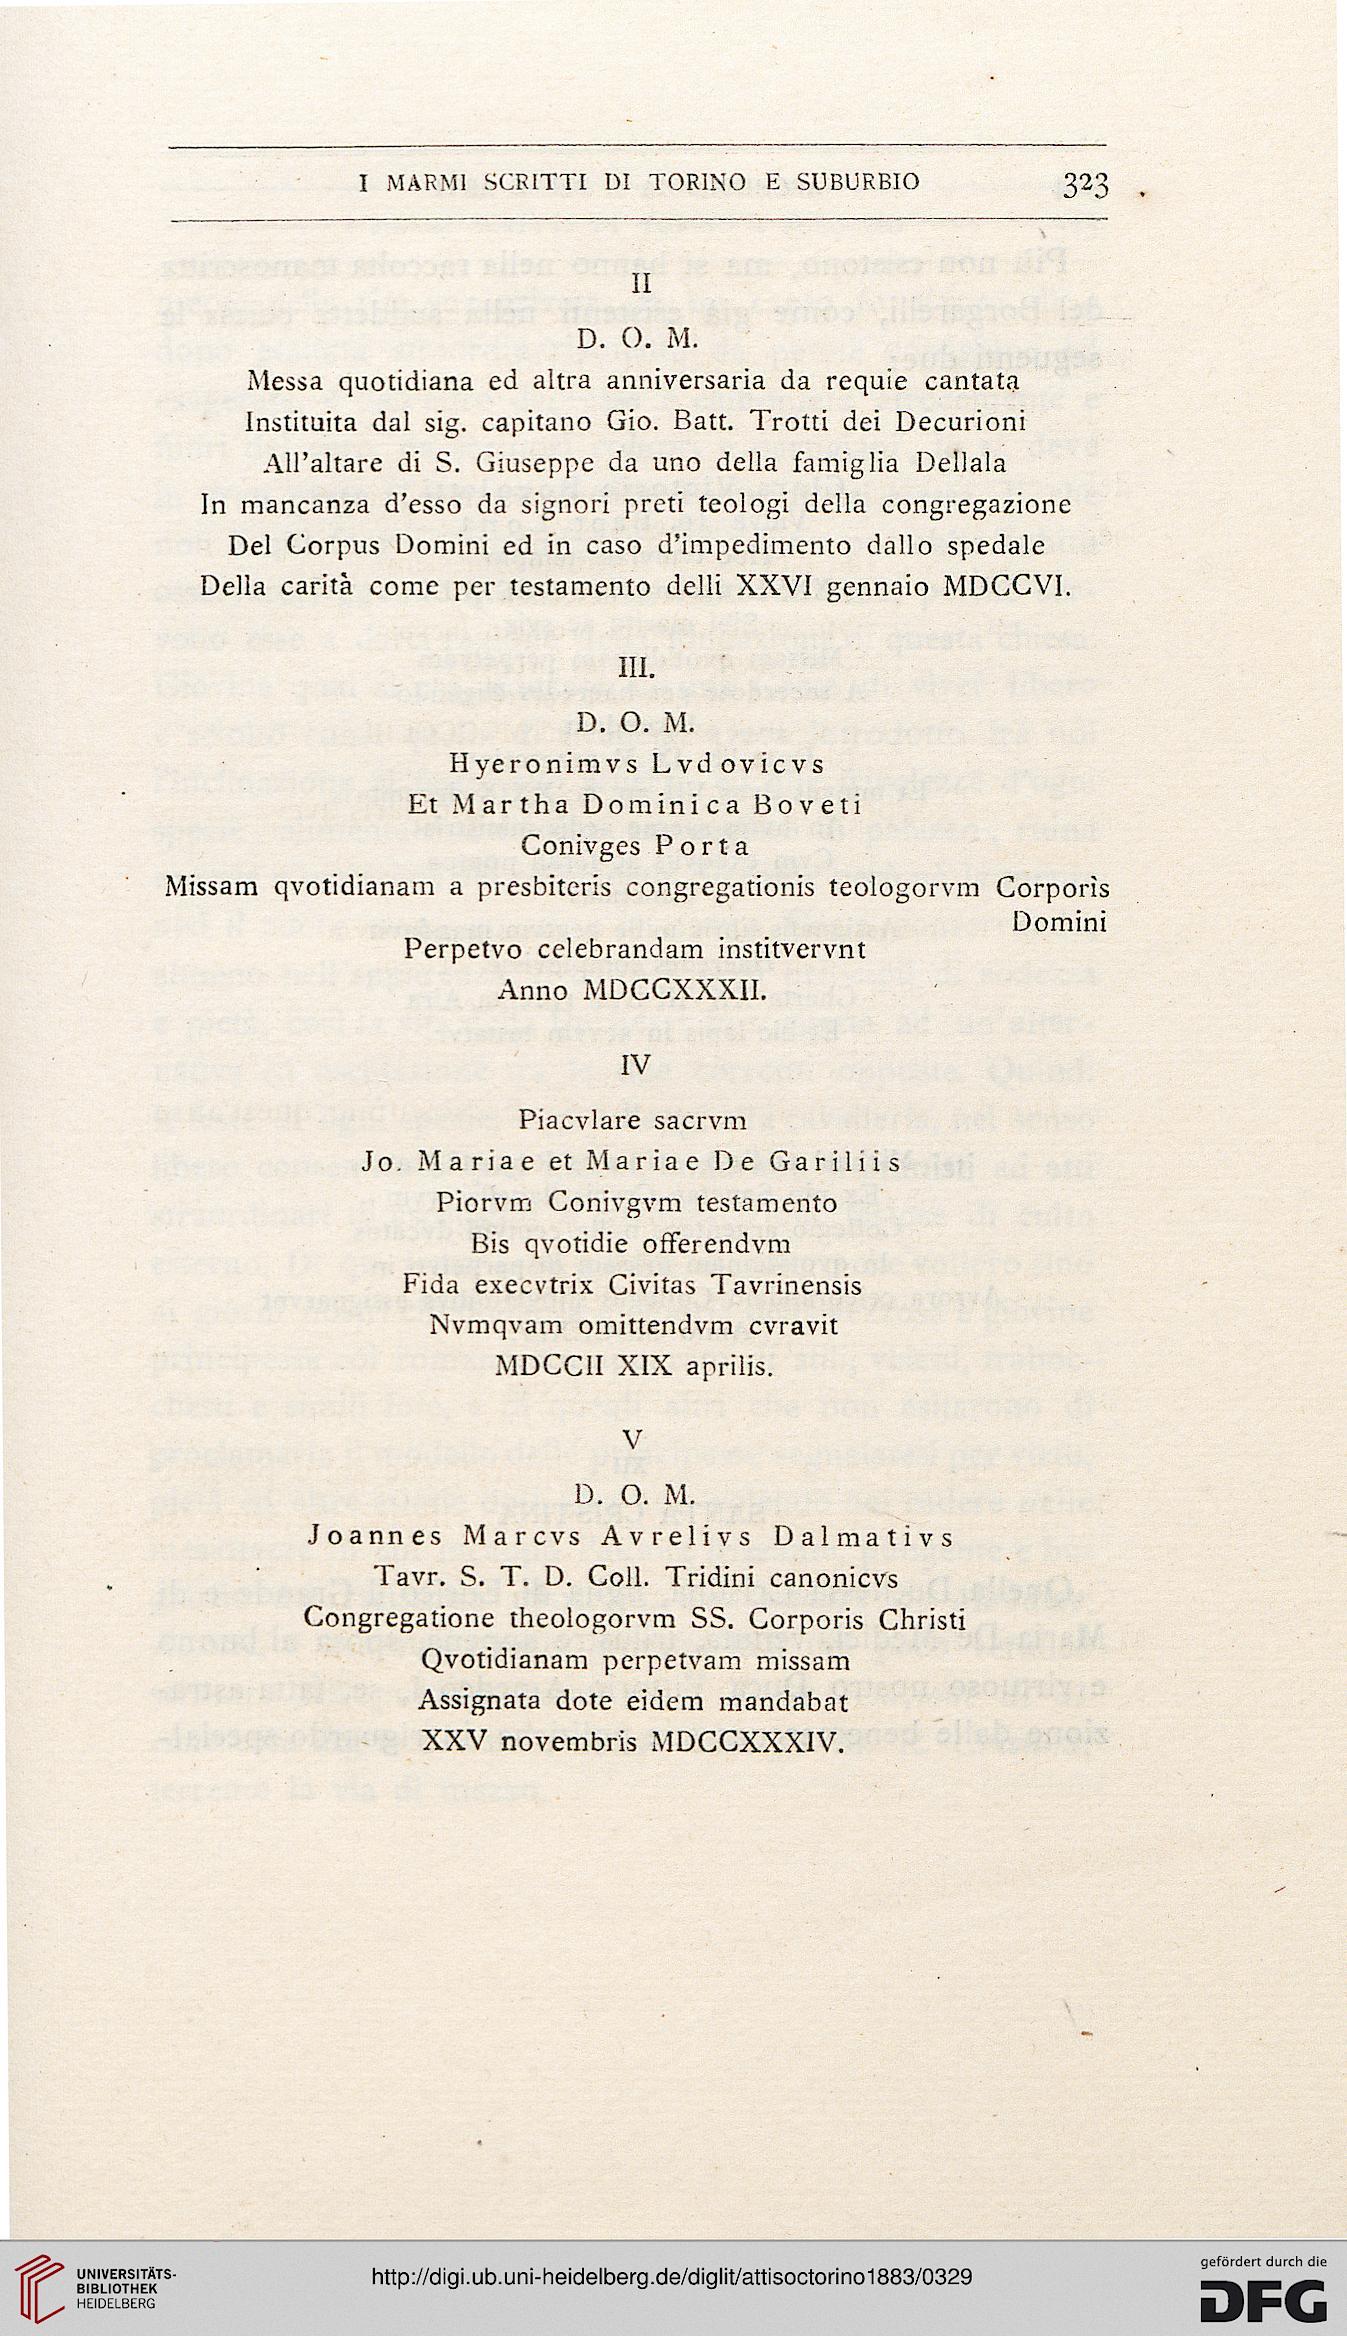 I MARMI SCRITTI DI TORINO E SUBURBIO 323
II
D. O. M.
Messa quotidiana ed altra anniversaria da requie cantata
Instituita dal sig. capitano Gio. Batt. Trotti dei Decurioni
All'altare di S. Giuseppe da uno della famiglia Dellala
In mancanza d'esso da signori preti teologi della congregazione
Del Corpus Domini ed in caso d'impedimento dallo spedale
Della carità come per testamento delli XXVI gennaio MDCCVI.
III.
D. O. M.
Hyeronimvs Lvdovicvs
Et Martha Dominica Boveti
Conivges Porta
Missam qvotidianam a presbiteris congregationis teologorvm Corporis
Domini
Perpetvo celebrandam institvervnt
Anno MDCCXXXII.
IV
Piacvlare sacrvm
Jo. Mariae et Mariae De Gariliis
Piorvm Conivgvm testamento
Bis qvotidie offerendvm
Fida execvtrix Civitas Tavrinensis
Nvmqvam omittendvm cvravit
MDCCII XIX aprilis.
V
D. O. M.
Joannes Marcvs Avrelivs Dalmativs
Tavr. S. T. D. Coll. Tridini canonicvs
Congregatione theologorvm SS. Corporis Christi
Qvotidianam perpetvam missam
Assignata dote eidem mandabat
XXV novembris MDCCXXXIV.
UNIVERSITÄTS-
BIBLIOTHEK
HEIDELBERG
http://digi.ub.uni-heidelberg.de/diglit/attisoctorino1883/0329
gefördert durch die
DFG